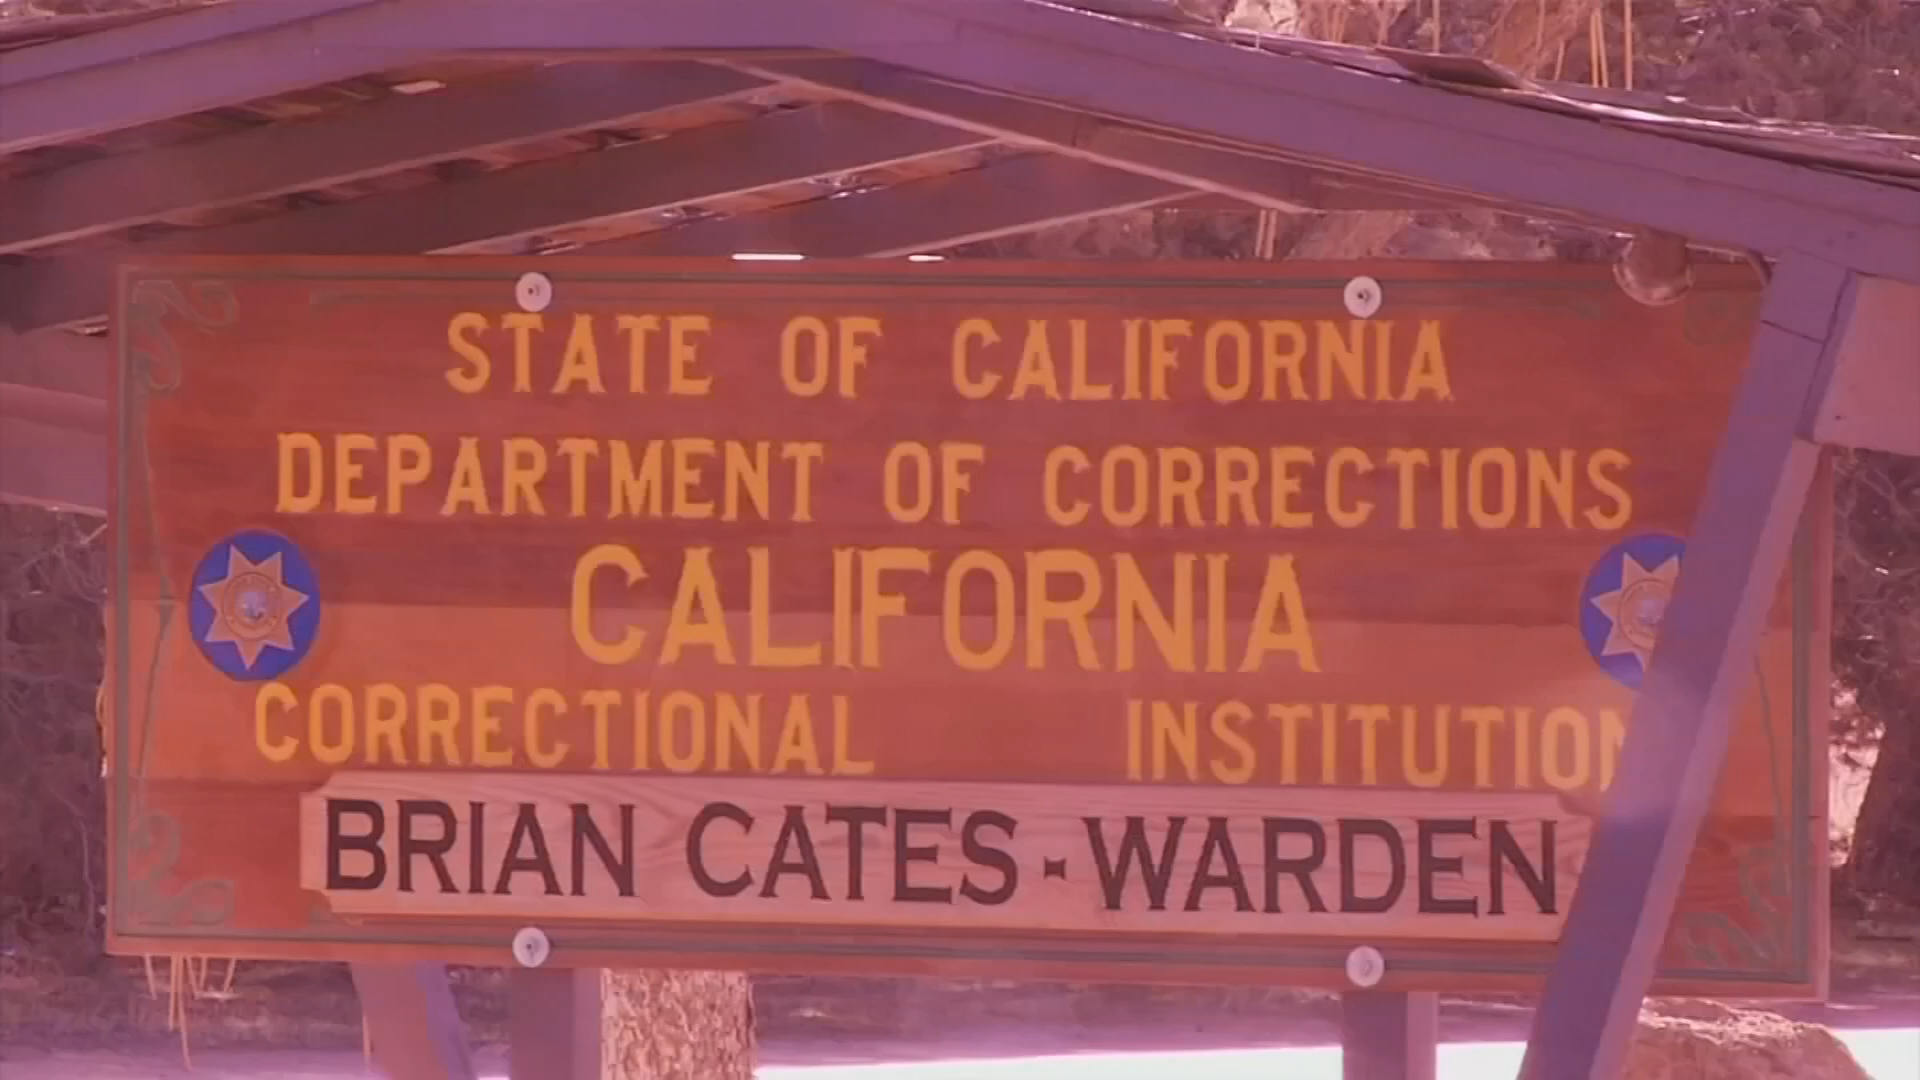 STATE OF CALIFORNIA
DEPARTMENT OF CORRECTIONS
CALIFORNIA
CORRECTIONAL INSTITUTION
BRIAN CATES · WARDEN